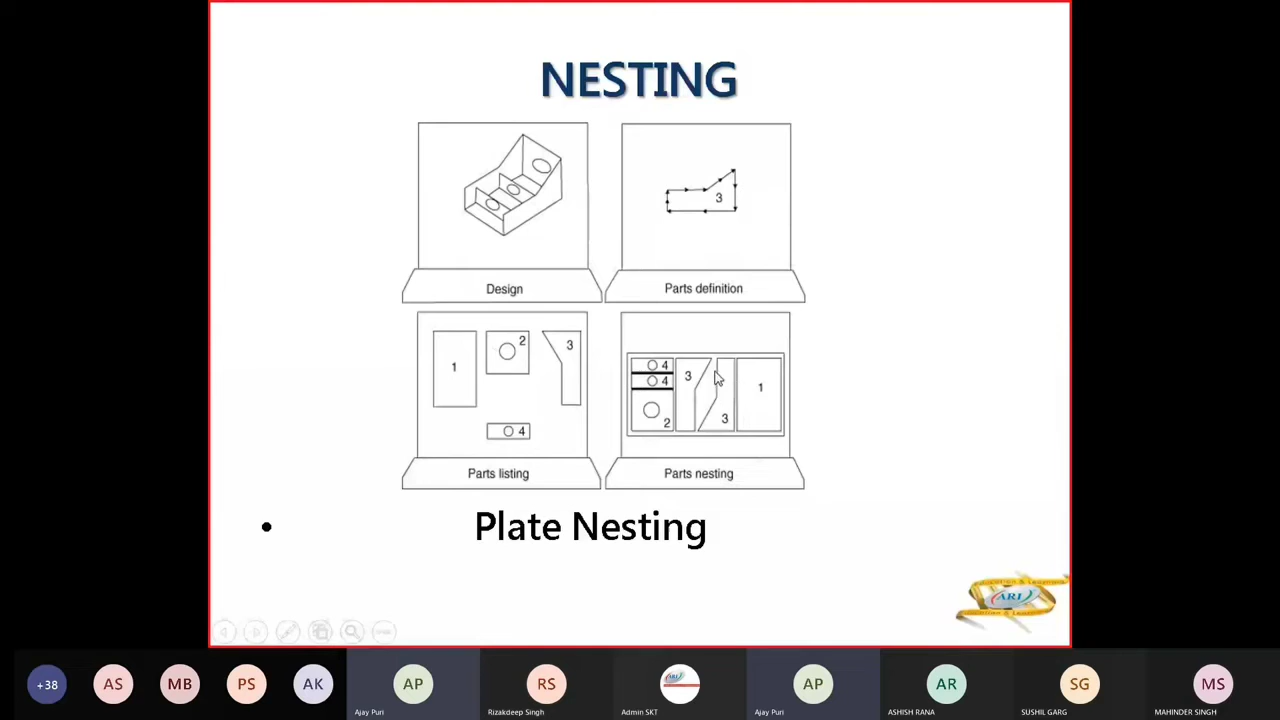 NESTING
3
Design
Parts definition
1
2
3
4
4
4
2
3
3
1
Parts listing
Parts nesting
• Plate Nesting
ARI
+38
AS
MB
PS
AK
AP
RS
AP
AR
SG
MS
Ajay Puri
Rizakdeep Singh
Admin SKT
Ajay Puri
ASHISH RANA
SUSHIL GARG
MAHINDER SINGH